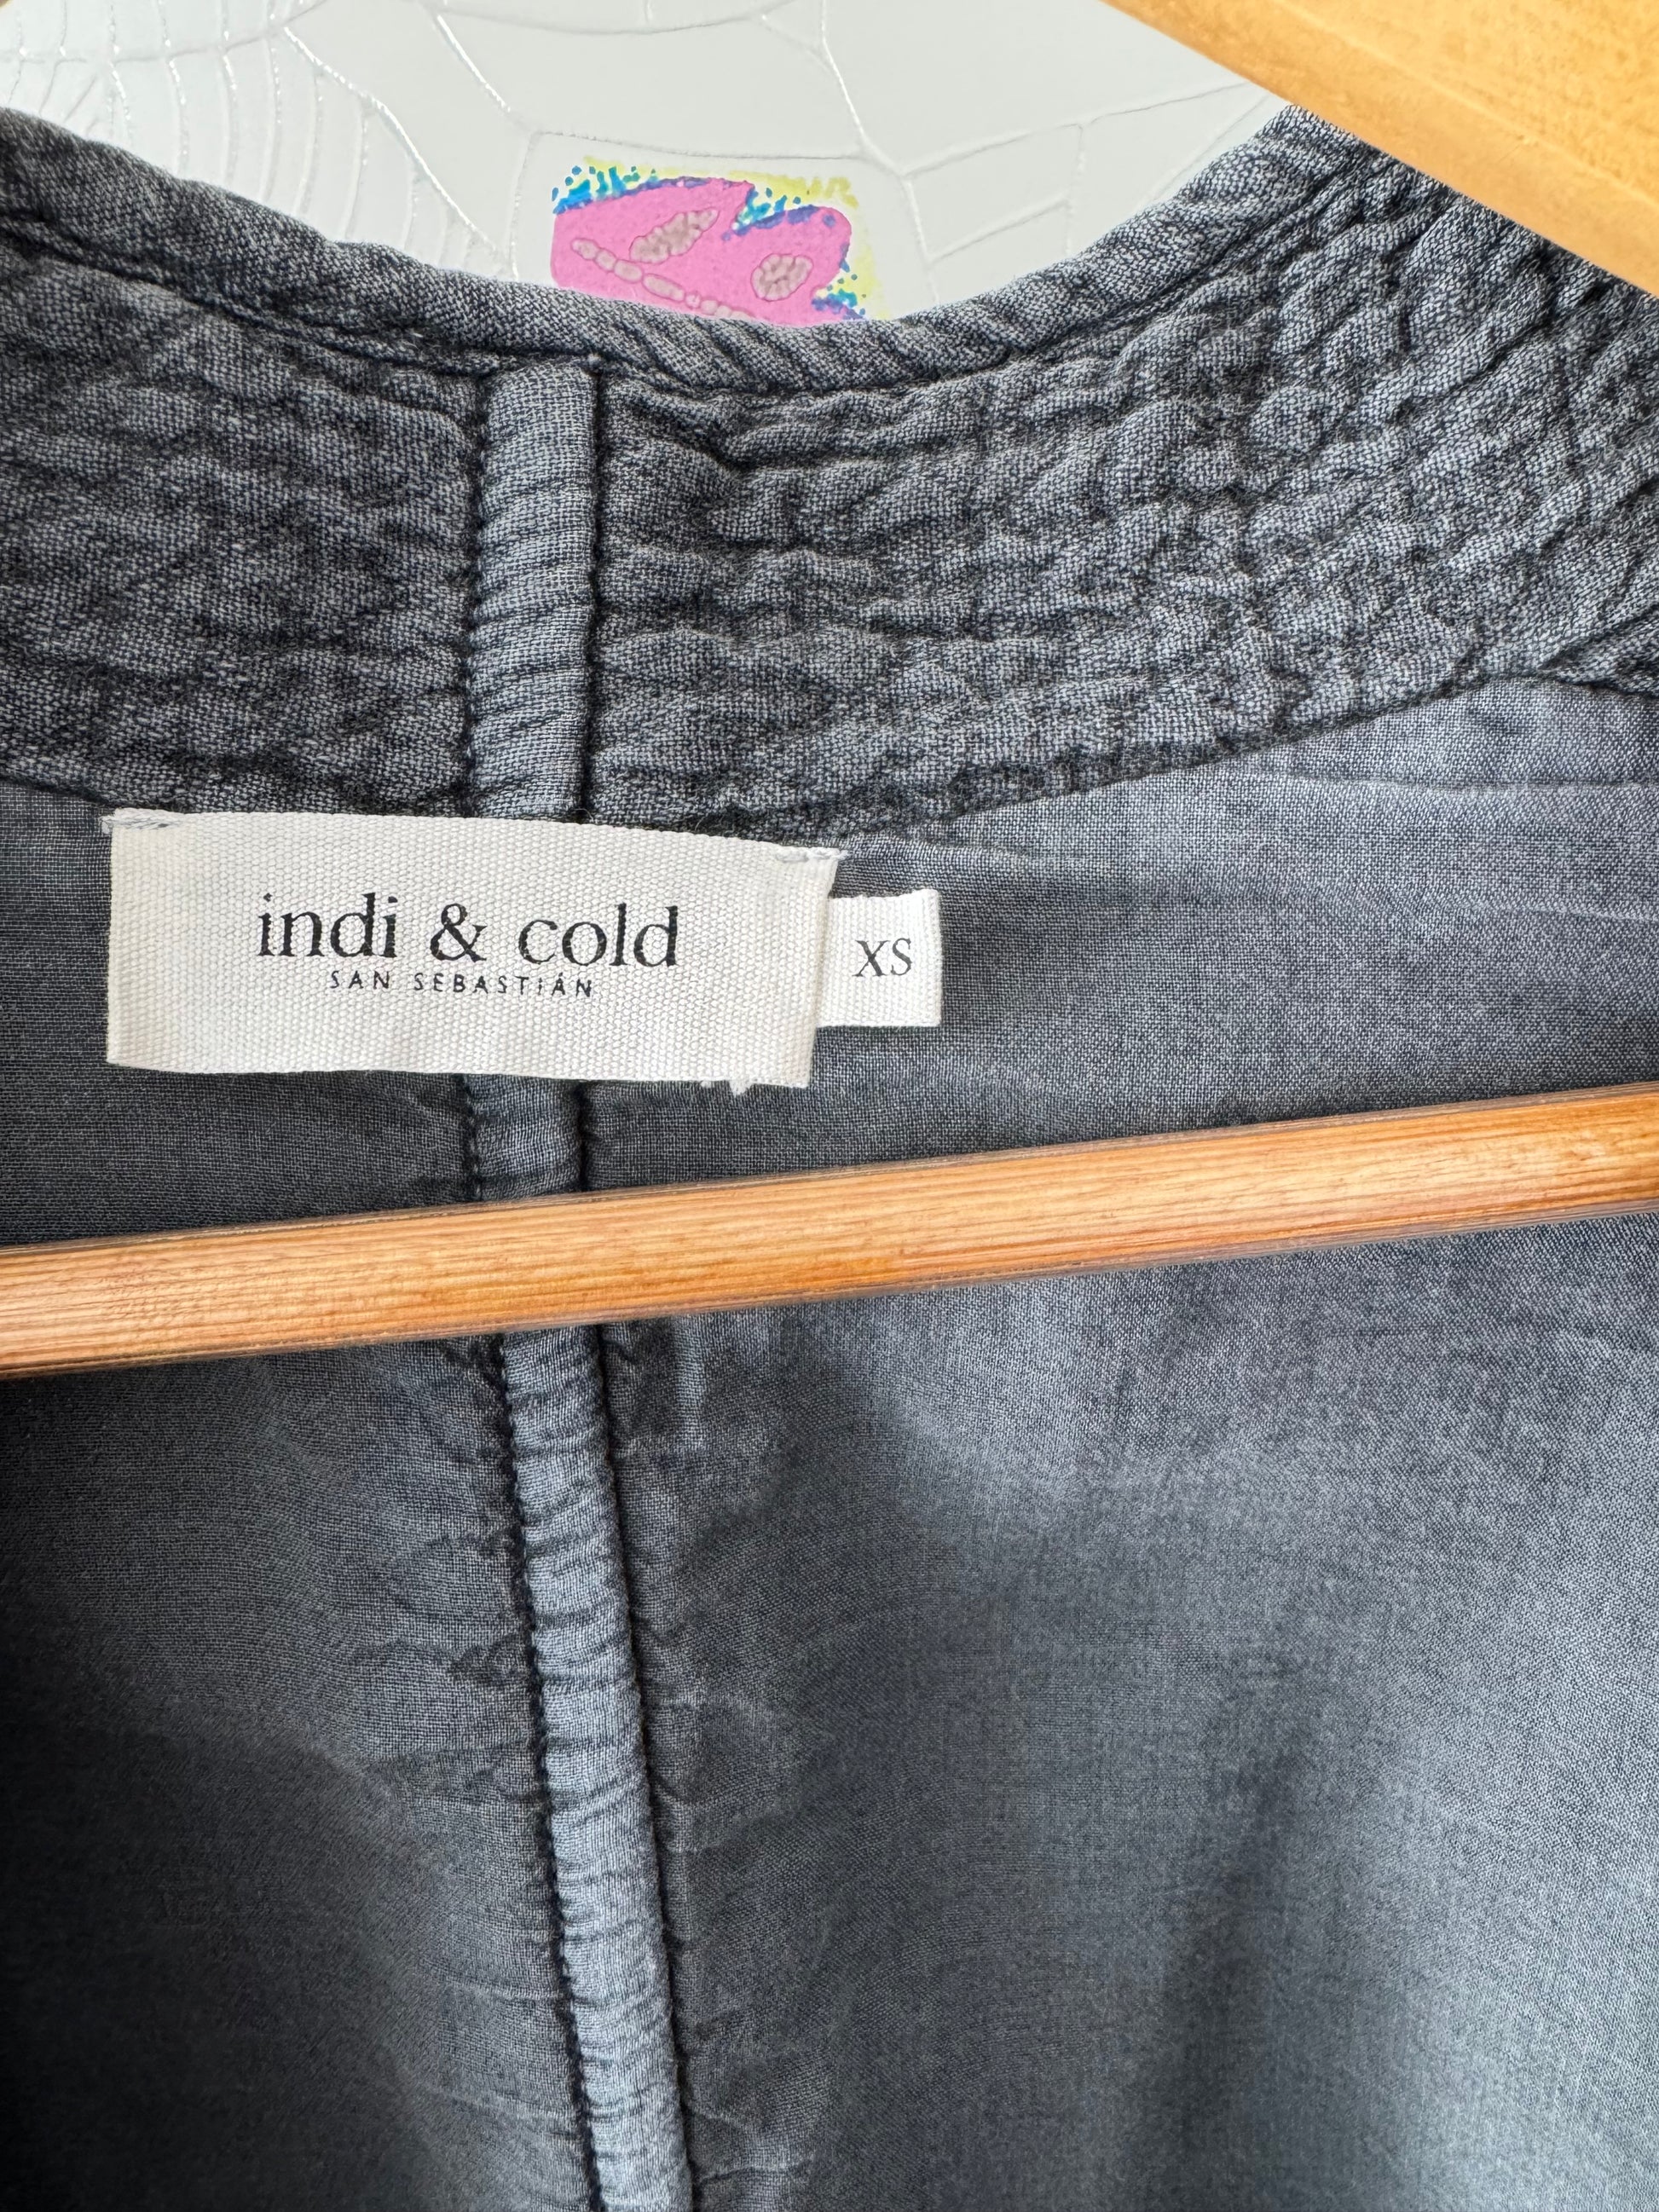 indi & cold
SAN SEBASTIÁN
XS